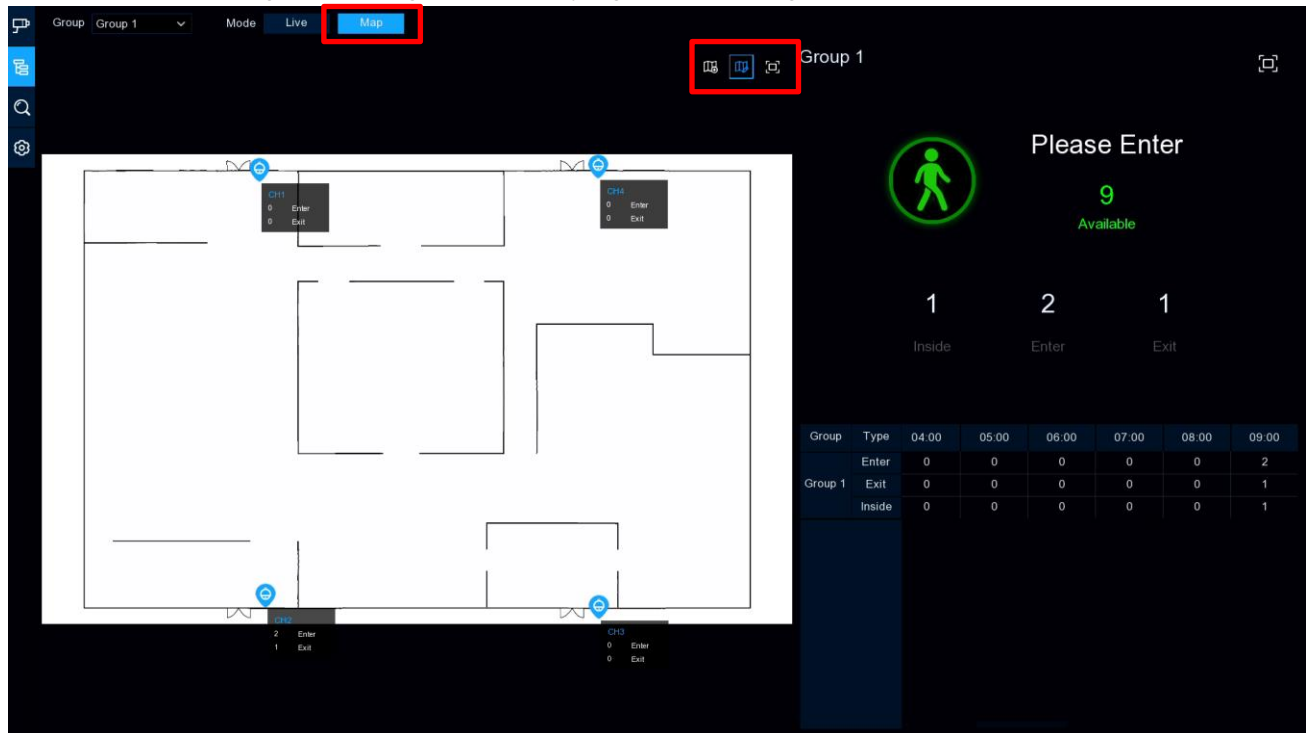 Group Group 1 Mode Live Map
Group 1
Please Enter
9
Available
1 2 1
Inside Enter Exit
CH1
0 Enter
0 Exit
CH4
0 Enter
0 Exit
CH2
2 Enter
1 Exit
CH3
0 Enter
0 Exit
Group Type 04:00 05:00 06:00 07:00 08:00 09:00
Enter 0 0 0 0 0 2
Group 1 Exit 0 0 0 0 0 1
Inside 0 0 0 0 0 1